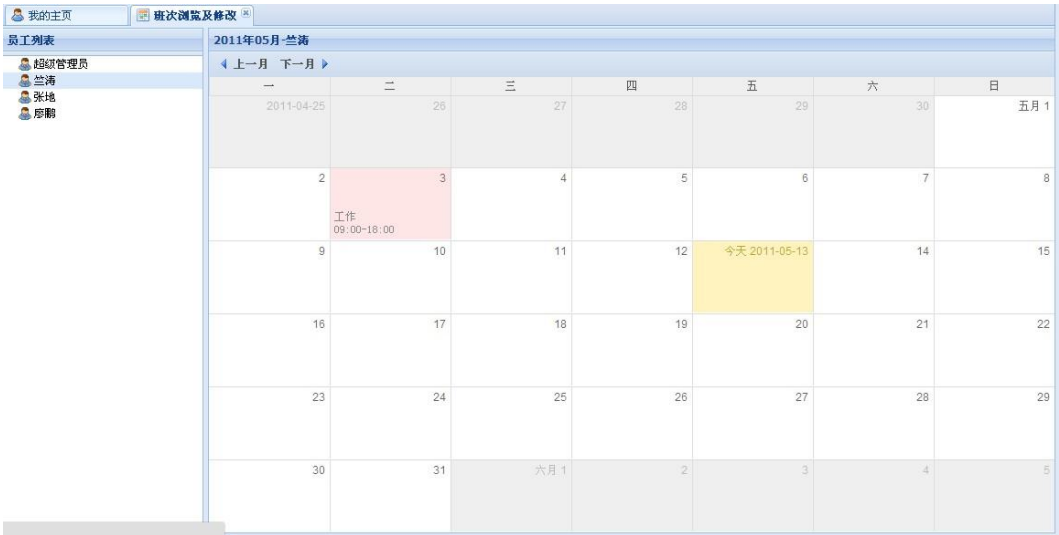 我的主页 班次浏览及修改
员工列表
超级管理员
竺涛
张地
廖鹏
2011年05月-竺涛
上一月 下一月
一 二 三 四 五 六 日
2011-04-25 26 27 28 29 30 五月 1
2 3 4 5 6 7 8
工作
09:00-18:00
9 10 11 12 今天 2011-05-13 14 15
16 17 18 19 20 21 22
23 24 25 26 27 28 29
30 31 六月 1 2 3 4 5